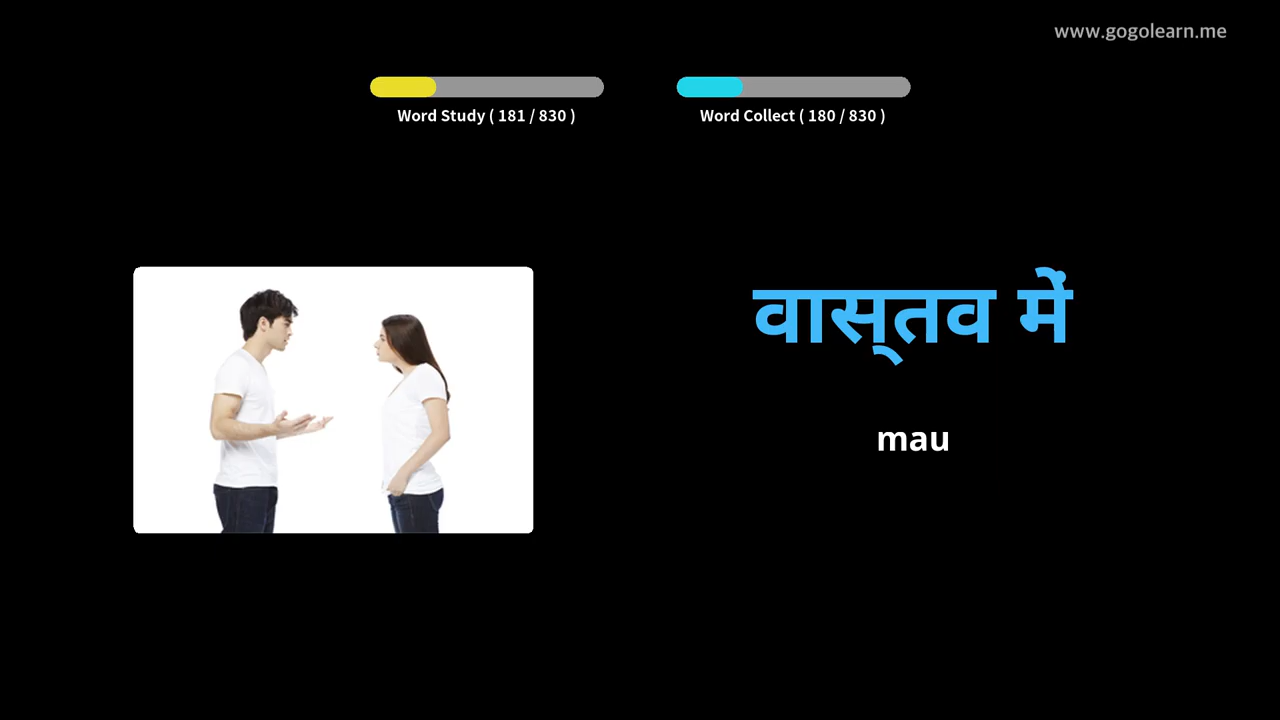 www.gogolearn.me
Word Study ( 181 / 830 )
Word Collect ( 180 / 830 )
वास्तव में
mau